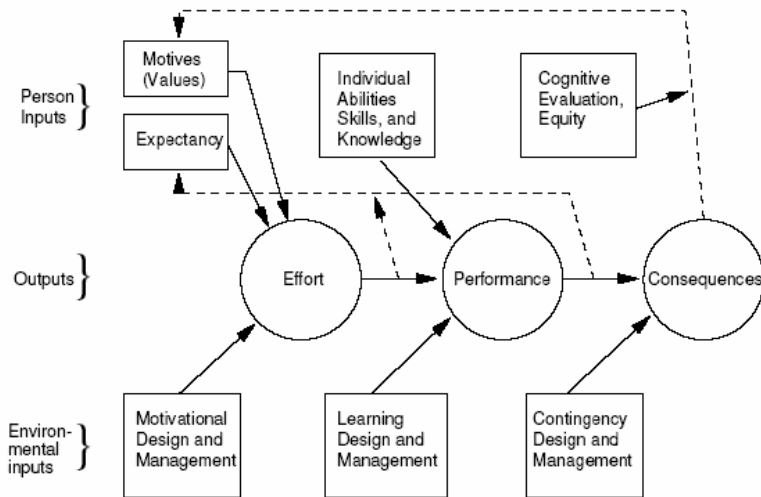 Person
Inputs
Motives
(Values)
Expectancy
Individual
Abilities
Skills, and
Knowledge
Cognitive
Evaluation,
Equity
Outputs
Effort
Performance
Consequences
Environ-
mental
inputs
Motivational
Design and
Management
Learning
Design and
Management
Contingency
Design and
Management